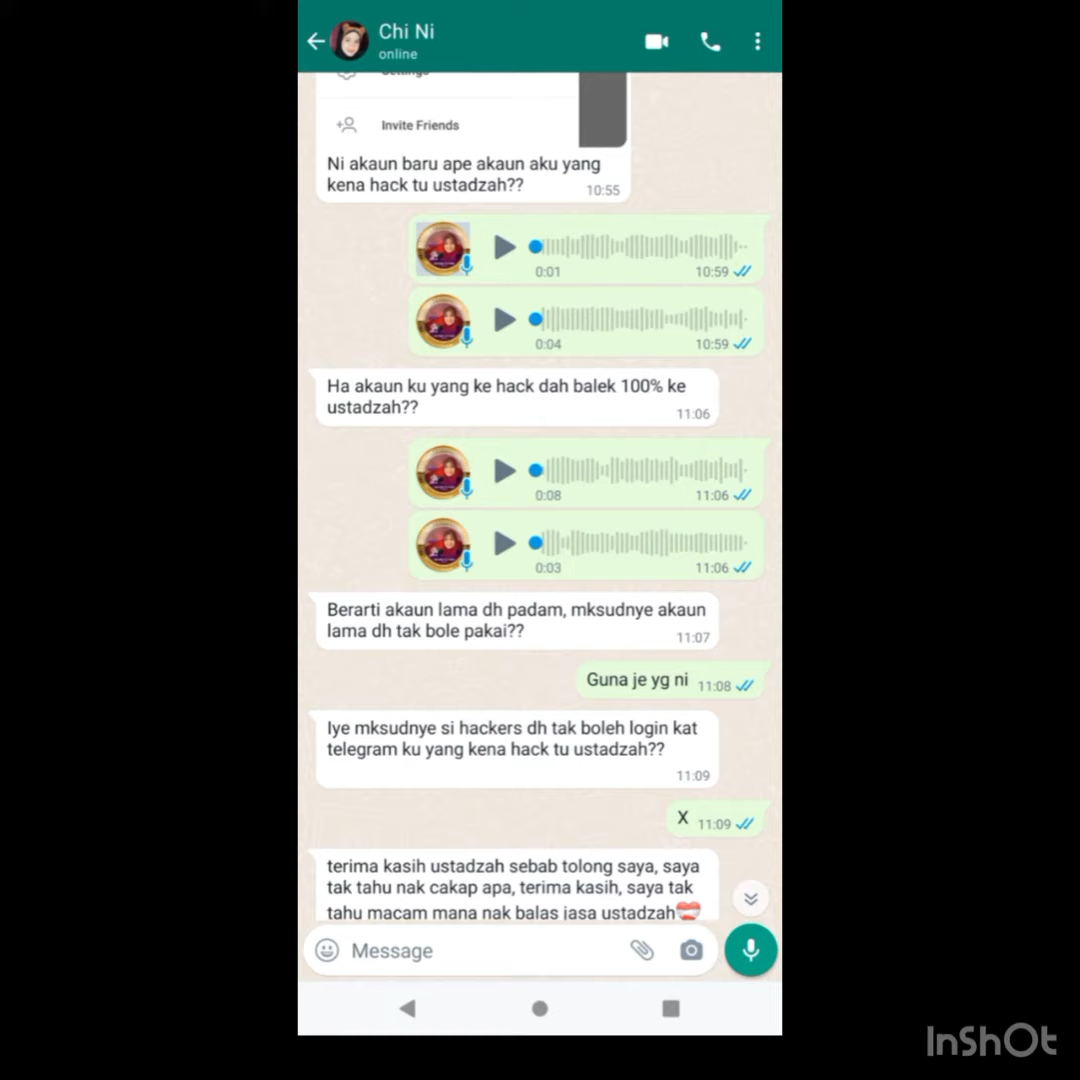 Chi Ni
online
Settings
Invite Friends
Ni akaun baru ape akaun aku yang
kena hack tu ustadzah??
10:55
0:01 10:59
0:04 10:59
Ha akaun ku yang ke hack dah balek 100% ke
ustadzah??
11:06
0:08 11:06
0:03 11:06
Berarti akaun lama dh padam, mksudnye akaun
lama dh tak bole pakai??
11:07
Guna je yg ni 11:08
Iye mksudnye si hackers dh tak boleh login kat
telegram ku yang kena hack tu ustadzah??
11:09
X 11:09
terima kasih ustadzah sebab tolong saya, saya
tak tahu nak cakap apa, terima kasih, saya tak
tahu macam mana nak balas jasa ustadzah
Message
InShOt